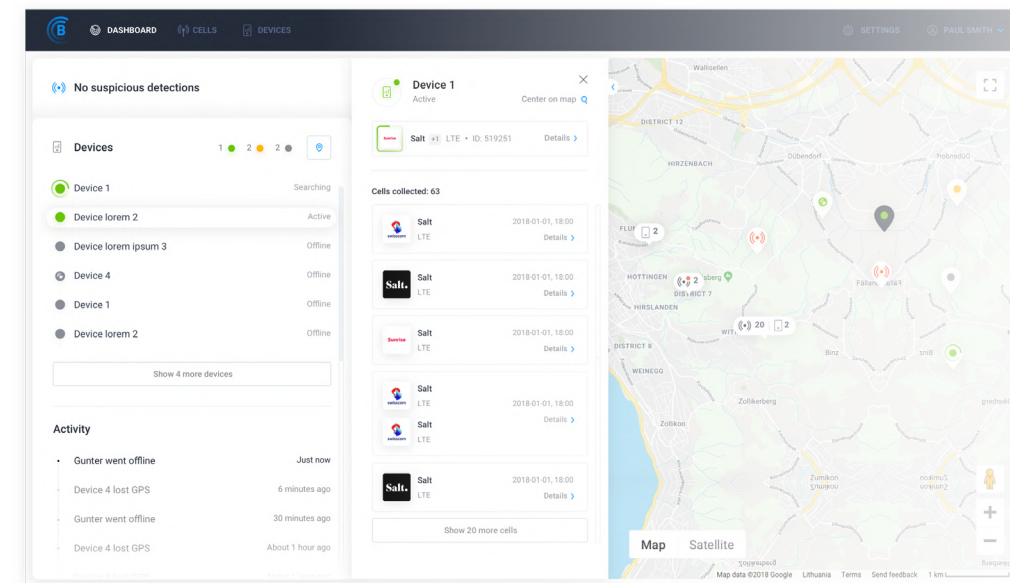 B DASHBOARD CELLS DEVICES SETTINGS PAUL SMITH
No suspicious detections
Devices 1 2 2
Device 1 Searching
Device lorem 2 Active
Device lorem ipsum 3 Offline
Device 4 Offline
Device 1 Offline
Device lorem 2 Offline
Show 4 more devices
Activity
Gunter went offline Just now
Device 4 lost GPS 6 minutes ago
Gunter went offline 30 minutes ago
Device 4 lost GPS About 1 hour ago
Device 1
Active Center on map
Sunrise Salt +1 LTE • ID: 519251 Details
Cells collected: 63
Salt 2018-01-01, 18:00
swisscom LTE Details
Salt. Salt 2018-01-01, 18:00
LTE Details
Sunrise Salt 2018-01-01, 18:00
LTE Details
Salt
swisscom LTE 2018-01-01, 18:00
Salt Details
swisscom LTE
Salt. Salt 2018-01-01, 18:00
LTE Details
Show 20 more cells
Wallisellen
DISTRICT 12
HIRZENBACH
Dübendorf
2
HOTTINGEN
2
sberg
DISTRICT 7
Fällanden
HIRSLANDEN
20 2
WIT
DISTRICT 8
Binz
WEINEGG
Zollikerberg
Zollikon
Zumikon
Map Satellite
Map data ©2018 Google Lithuania Terms Send feedback 1 km